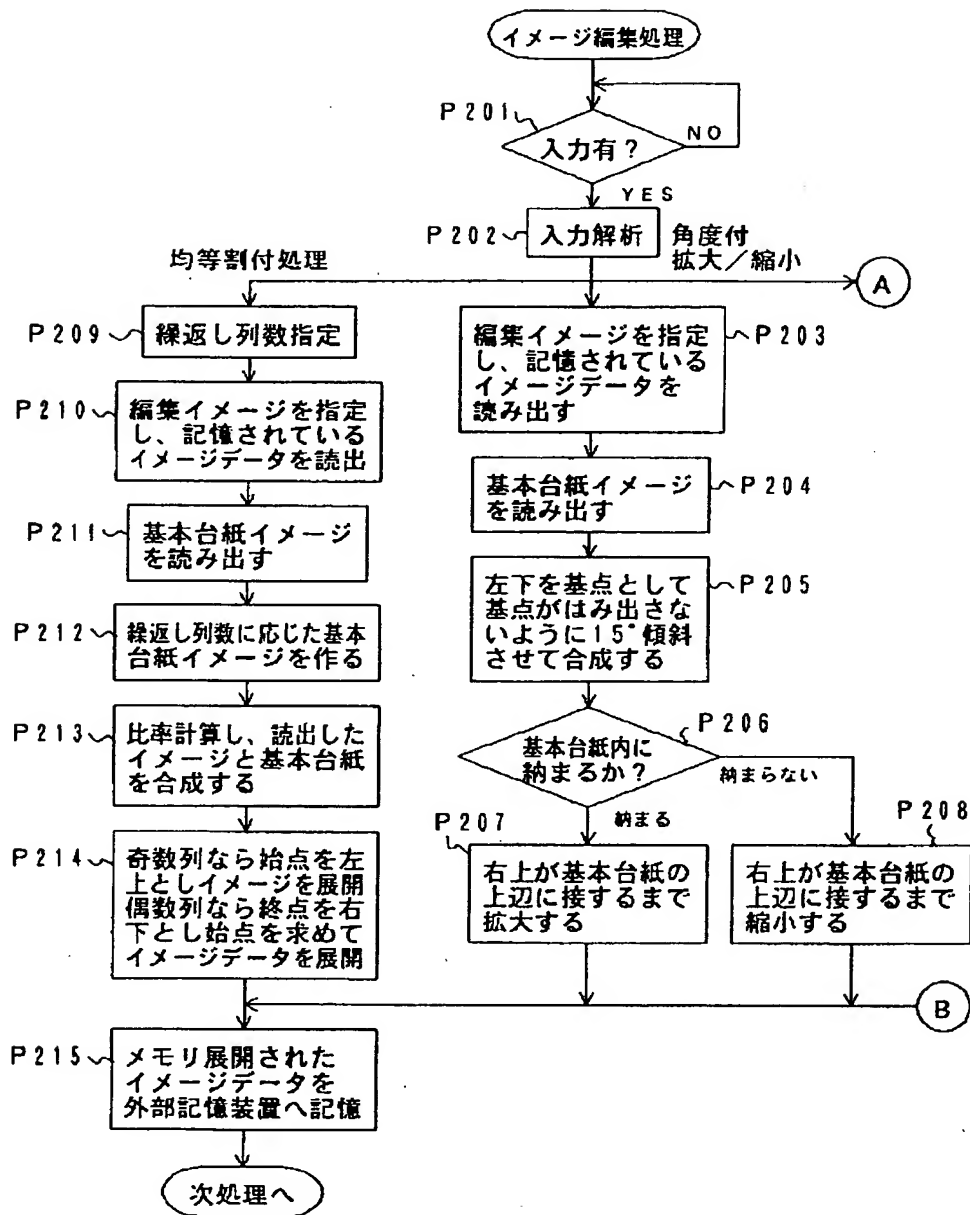 イメージ編集処理
P201
入力有?
NO
YES
P202
入力解析
均等割付処理
角度付
拡大/縮小
A
P209
繰返し列数指定
P203
編集イメージを指定
し、記憶されている
イメージデータを
読み出す
P210
編集イメージを指定
し、記憶されている
イメージデータを読出
P204
基本台紙イメージ
を読み出す
P211
基本台紙イメージ
を読み出す
P205
左下を基点として
基点がはみ出さな
いように15°傾斜
させて合成する
P212
繰返し列数に応じた基本
台紙イメージを作る
P206
基本台紙内に
納まるか?
納まらない
納まる
P213
比率計算し、読出した
イメージと基本台紙
を合成する
P207
右上が基本台紙の
上辺に接するまで
拡大する
P208
右上が基本台紙の
上辺に接するまで
縮小する
P214
奇数列なら始点を左
上としイメージを展開
偶数列なら終点を右
下とし始点を求めて
イメージデータを展開
B
P215
メモリ展開された
イメージデータを
外部記憶装置へ記憶
次処理へ